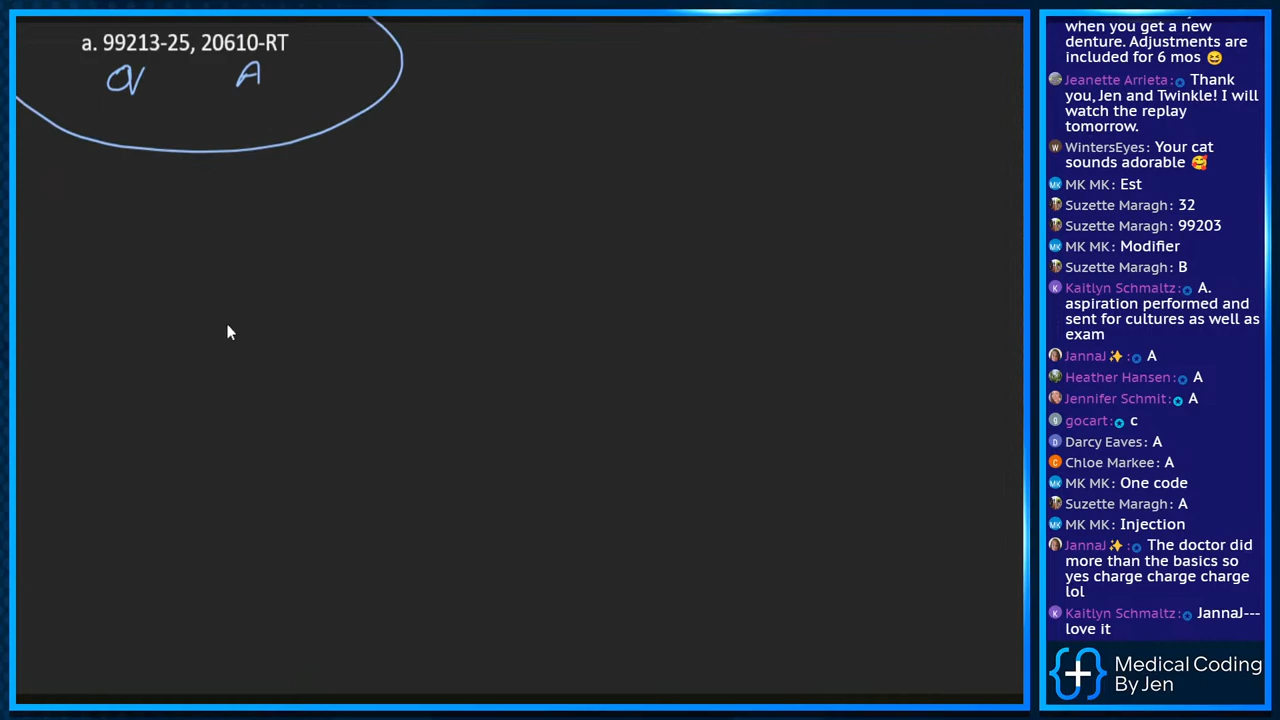 a. 99213-25, 20610-RT
OV A
when you get a new
denture. Adjustments are
included for 6 mos 😆
Jeanette Arrieta: Thank
you, Jen and Twinkle! I will
watch the replay
tomorrow.
WintersEyes: Your cat
sounds adorable 🥰
MK MK: Est
Suzette Maragh: 32
Suzette Maragh: 99203
MK MK: Modifier
Suzette Maragh: B
Kaitlyn Schmaltz: A.
aspiration performed and
sent for cultures as well as
exam
JannaJ✨: A
Heather Hansen: A
Jennifer Schmit: A
gocart: c
Darcy Eaves: A
Chloe Markee: A
MK MK: One code
Suzette Maragh: A
MK MK: Injection
JannaJ✨: The doctor did
more than the basics so
yes charge charge charge
lol
Kaitlyn Schmaltz: JannaJ---
love it
Medical Coding
By Jen